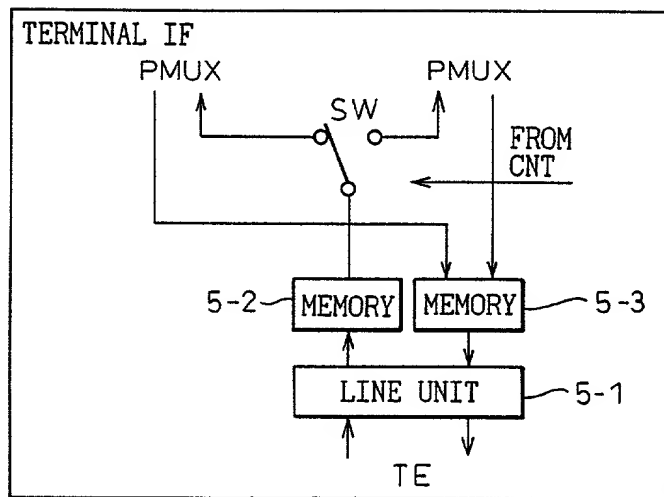 TERMINAL IF
PMUX
PMUX
SW
FROM
CNT
5-2
MEMORY
MEMORY
5-3
LINE UNIT
5-1
TE